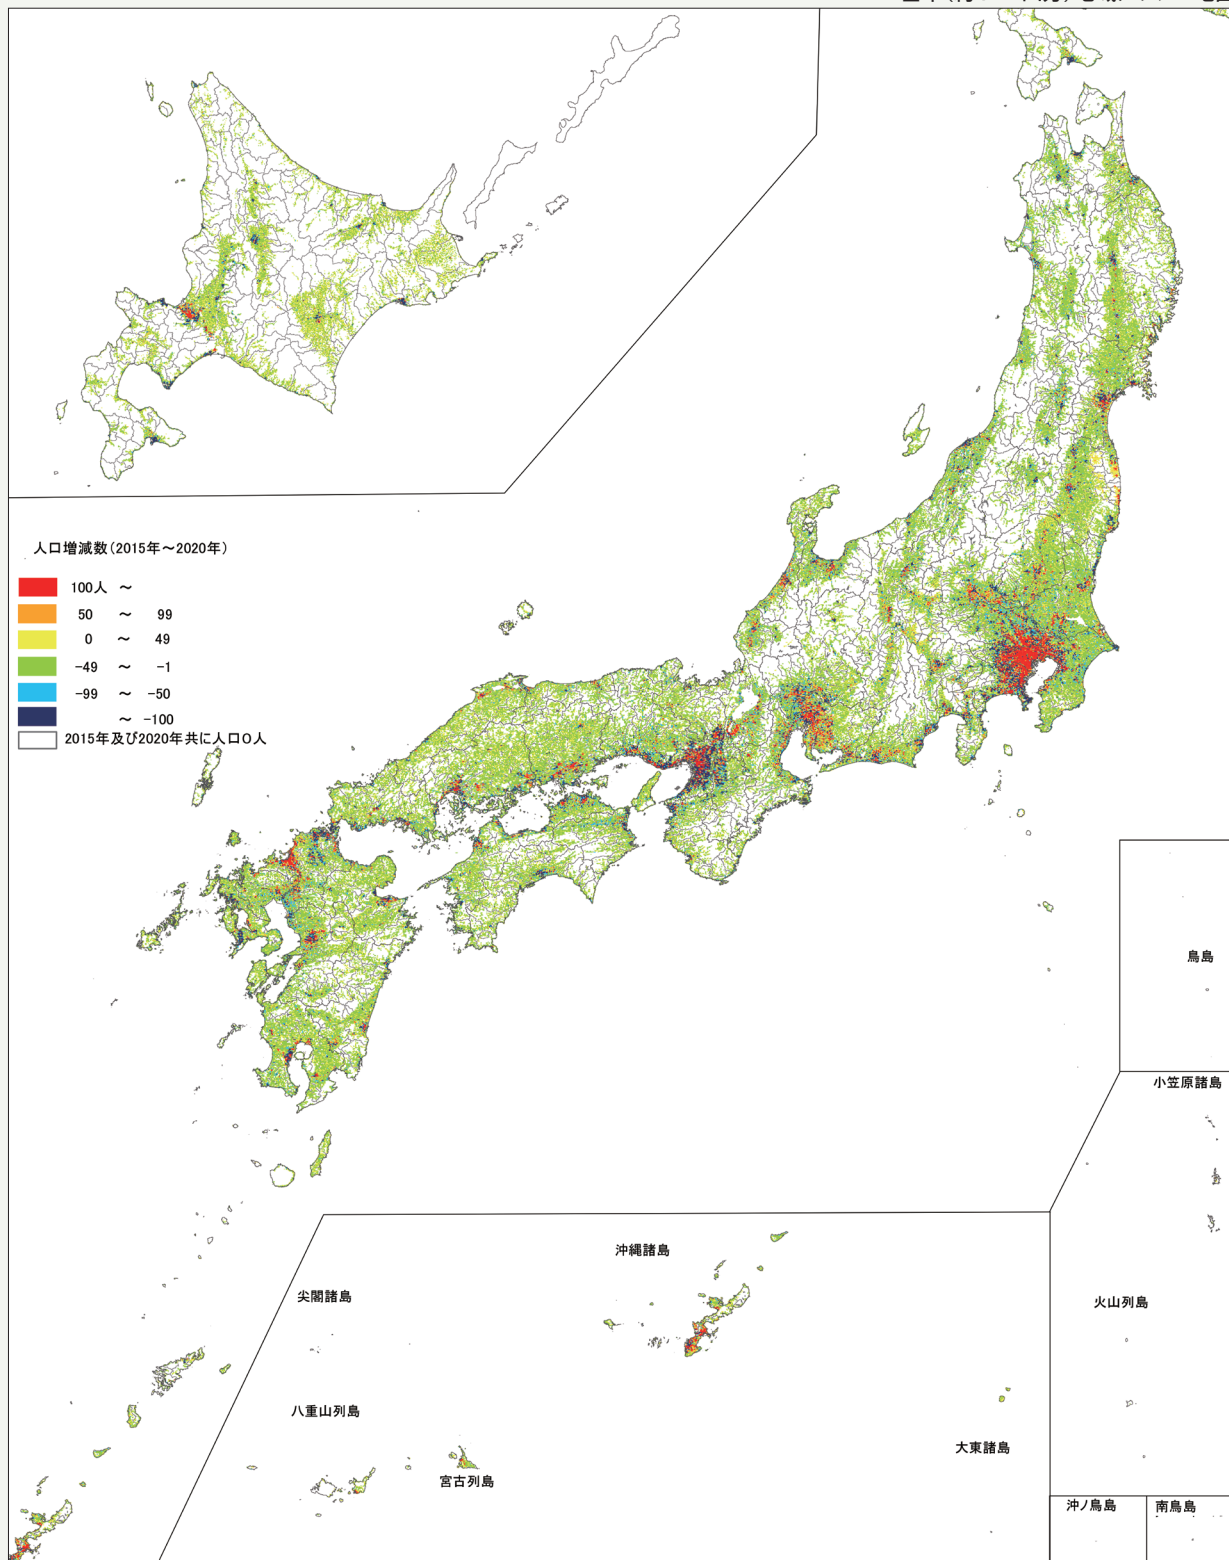 人口増減数(2015年～2020年)
100人 ～
50 ～ 99
0 ～ 49
-49 ～ -1
-99 ～ -50
～ -100
2015年及び2020年共に人口0人
鳥島
小笠原諸島
沖縄諸島
尖閣諸島
火山列島
八重山列島
大東諸島
宮古列島
沖ノ鳥島
南鳥島